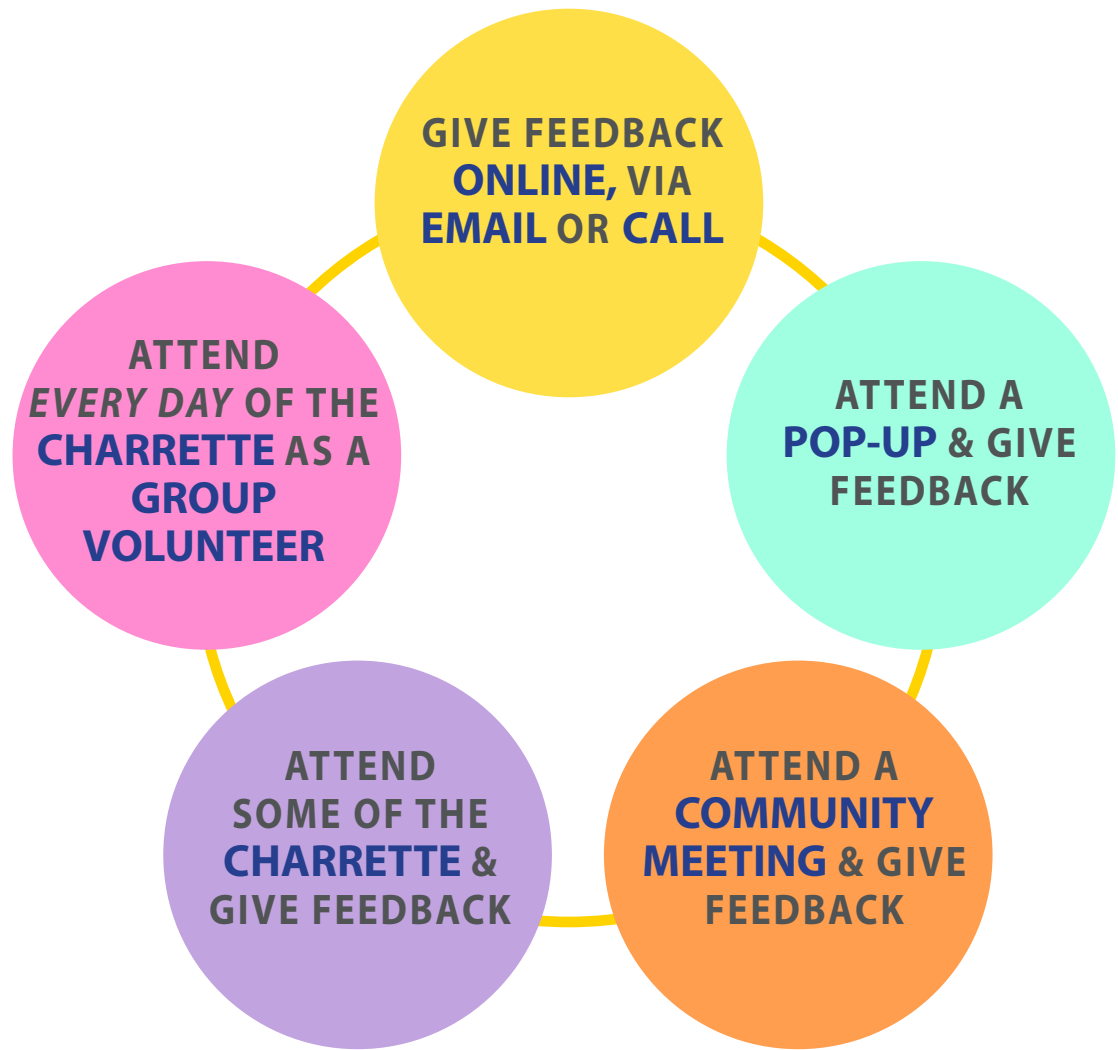 GIVE FEEDBACK
ONLINE, VIA
EMAIL OR CALL
ATTEND A
POP-UP & GIVE
FEEDBACK
ATTEND A
COMMUNITY
MEETING & GIVE
FEEDBACK
ATTEND
SOME OF THE
CHARRETTE &
GIVE FEEDBACK
ATTEND
EVERY DAY OF THE
CHARRETTE AS A
GROUP
VOLUNTEER